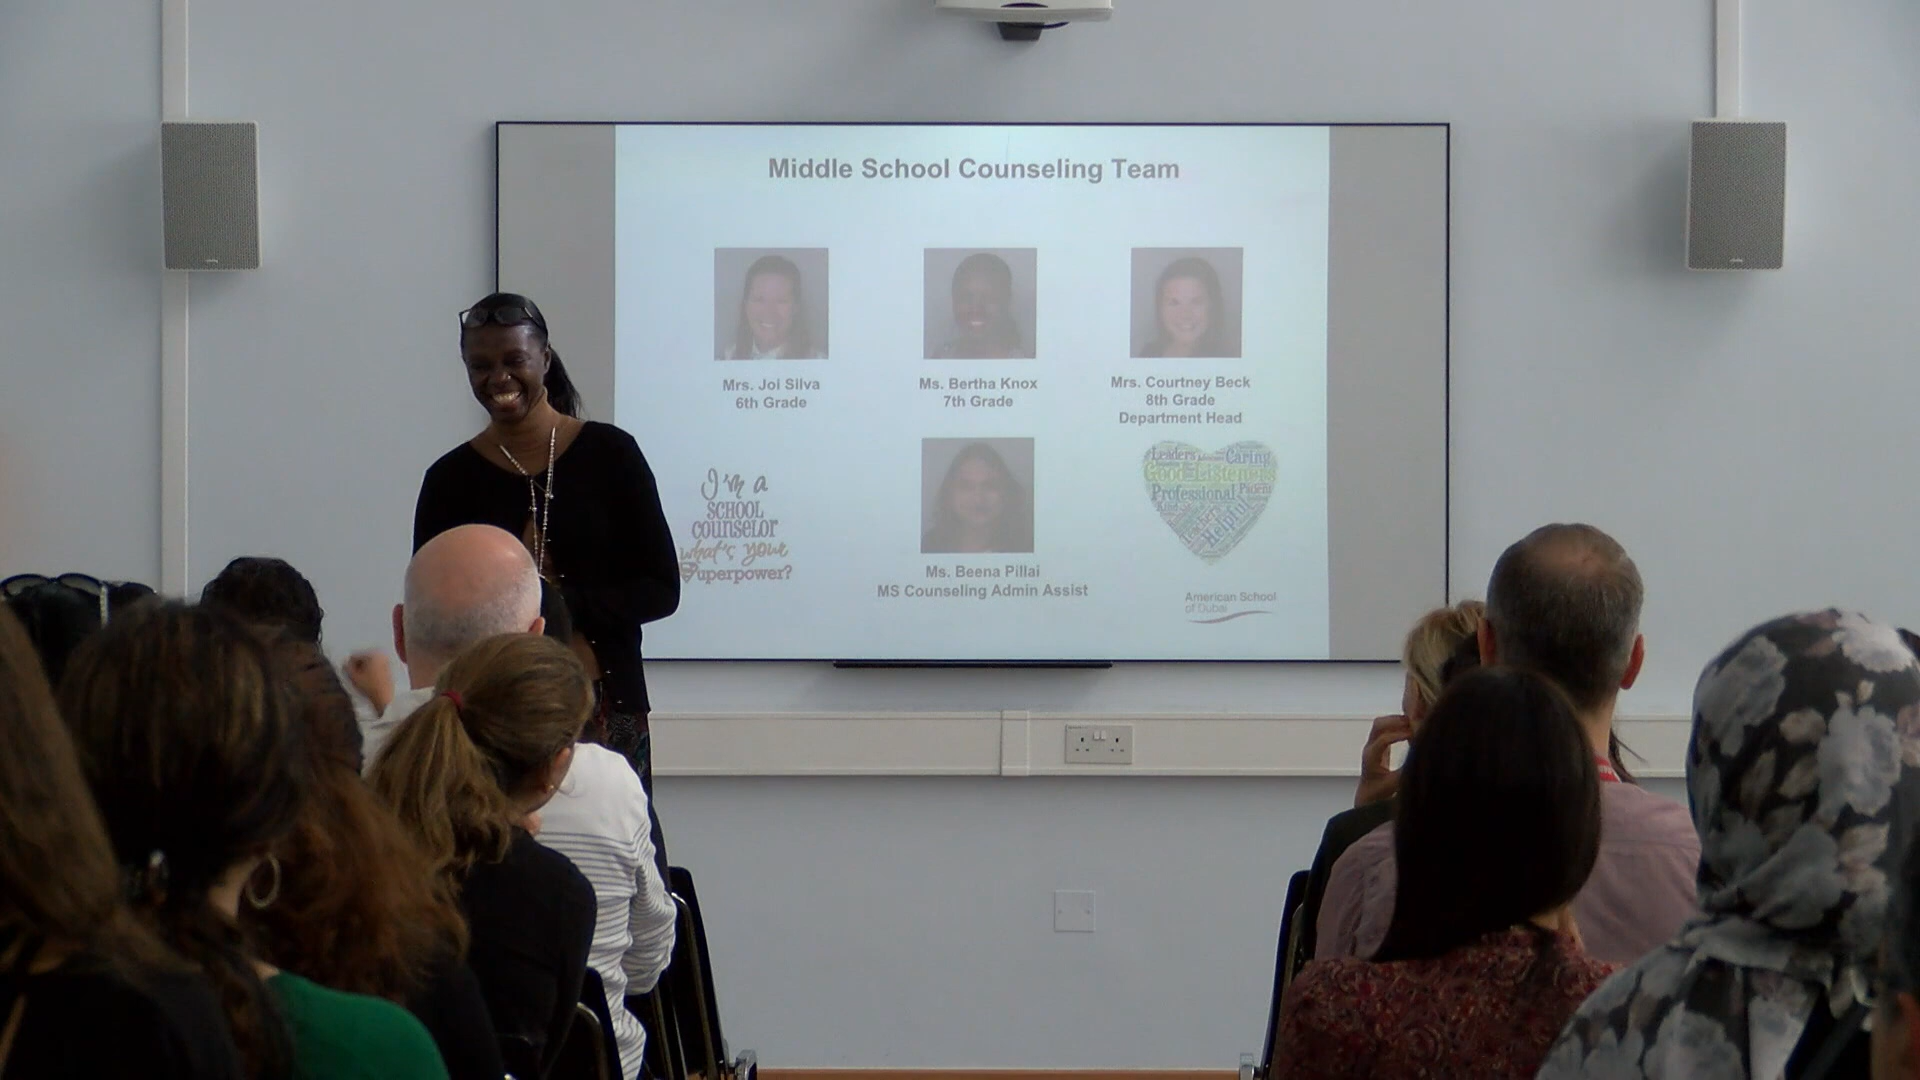 Middle School Counseling Team
Mrs. Joi Silva
6th Grade
Ms. Bertha Knox
7th Grade
Mrs. Courtney Beck
8th Grade
Department Head
I'm a
SCHOOL
COUNSELOR
what's your
Superpower?
Ms. Beena Pillai
MS Counseling Admin Assist
Leaders
Caring
Good Listeners
Professional
Patient
Kind
Helpful
American School
of Dubai